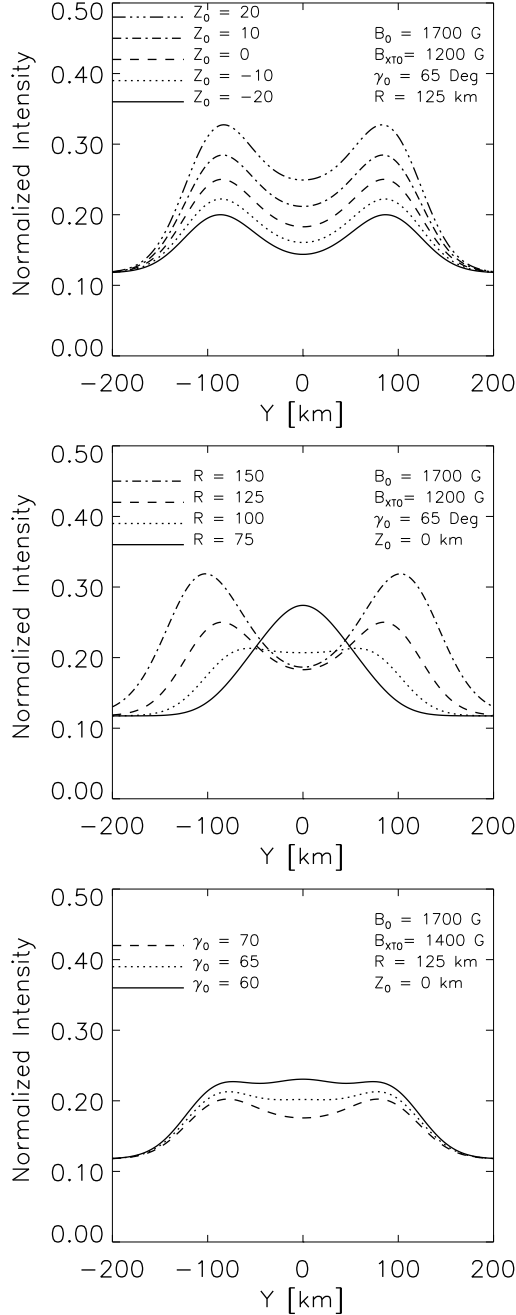 0.50
0.40
0.30
0.20
0.10
0.00
Normalized Intensity
Z₀ = 20
Z₀ = 10
Z₀ = 0
Z₀ = −10
Z₀ = −20
B₀ = 1700 G
B_XT0= 1200 G
γ₀ = 65 Deg
R = 125 km
−200 −100 0 100 200
Y [km]
0.50
0.40
0.30
0.20
0.10
0.00
Normalized Intensity
R = 150
R = 125
R = 100
R = 75
B₀ = 1700 G
B_XT0= 1200 G
γ₀ = 65 Deg
Z₀ = 0 km
−200 −100 0 100 200
Y [km]
0.50
0.40
0.30
0.20
0.10
0.00
Normalized Intensity
γ₀ = 70
γ₀ = 65
γ₀ = 60
B₀ = 1700 G
B_XT0= 1400 G
R = 125 km
Z₀ = 0 km
−200 −100 0 100 200
Y [km]